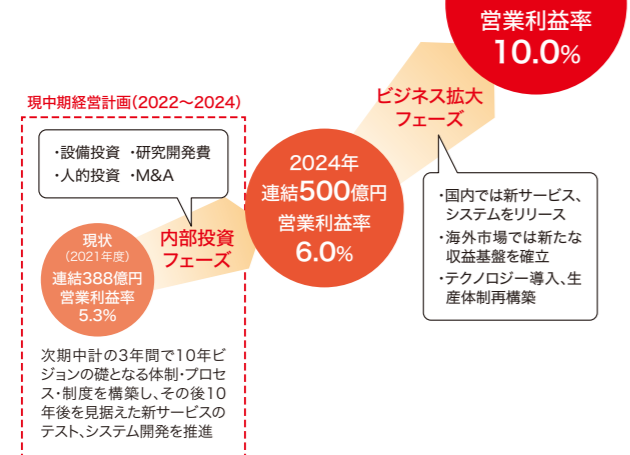 営業利益率
10.0%
ビジネス拡大
フェーズ
現中期経営計画(2022〜2024)
・設備投資 ・研究開発費
・人的投資 ・M&A
2024年
連結500億円
営業利益率
6.0%
・国内では新サービス、
システムをリリース
・海外市場では新たな
収益基盤を確立
・テクノロジー導入、生
産体制再構築
内部投資
フェーズ
現状
(2021年度)
連結388億円
営業利益率
5.3%
次期中計の3年間で10年ビ
ジョンの礎となる体制・プロセ
ス・制度を構築し、その後10
年後を見据えた新サービスの
テスト、システム開発を推進